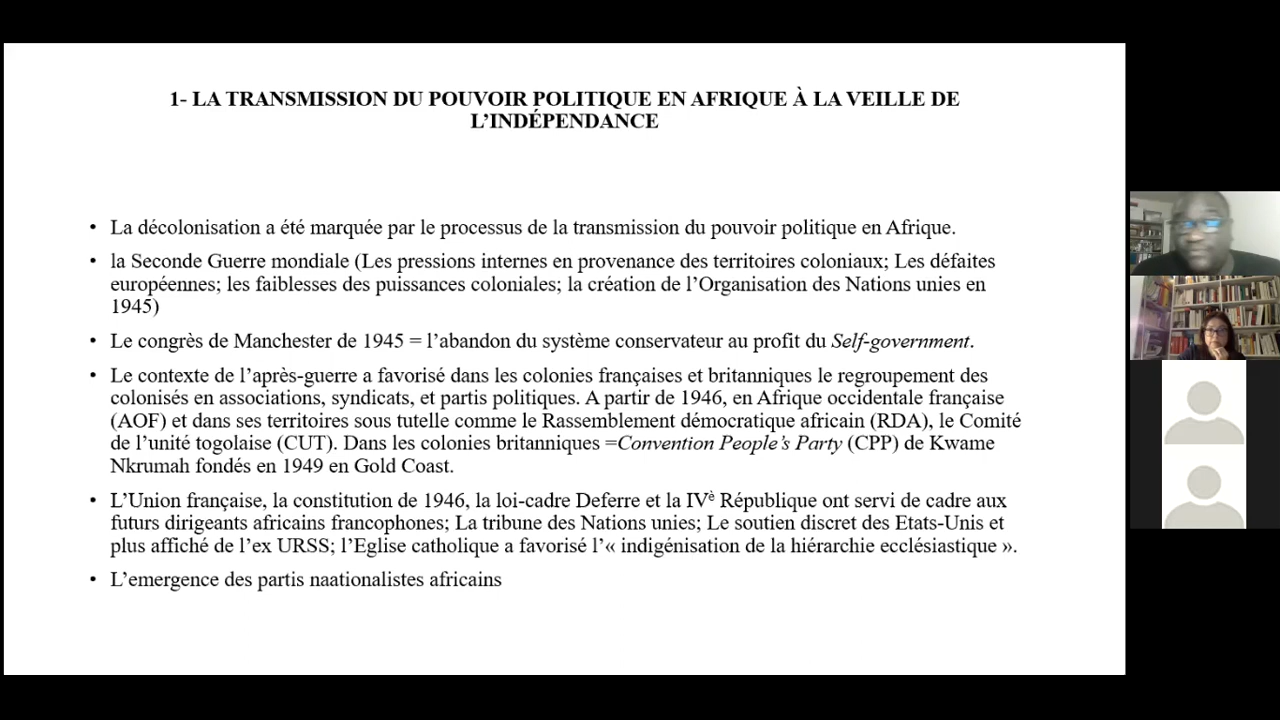 1- LA TRANSMISSION DU POUVOIR POLITIQUE EN AFRIQUE À LA VEILLE DE
L’INDÉPENDANCE
• La décolonisation a été marquée par le processus de la transmission du pouvoir politique en Afrique.
• la Seconde Guerre mondiale (Les pressions internes en provenance des territoires coloniaux; Les défaites
européennes; les faiblesses des puissances coloniales; la création de l’Organisation des Nations unies en
1945)
• Le congrès de Manchester de 1945 = l’abandon du système conservateur au profit du Self-government.
• Le contexte de l’après-guerre a favorisé dans les colonies françaises et britanniques le regroupement des
colonisés en associations, syndicats, et partis politiques. A partir de 1946, en Afrique occidentale française
(AOF) et dans ses territoires sous tutelle comme le Rassemblement démocratique africain (RDA), le Comité
de l’unité togolaise (CUT). Dans les colonies britanniques =Convention People’s Party (CPP) de Kwame
Nkrumah fondés en 1949 en Gold Coast.
• L’Union française, la constitution de 1946, la loi-cadre Deferre et la IVè République ont servi de cadre aux
futurs dirigeants africains francophones; La tribune des Nations unies; Le soutien discret des Etats-Unis et
plus affiché de l’ex URSS; l’Eglise catholique a favorisé l’« indigénisation de la hiérarchie ecclésiastique ».
• L’emergence des partis naationalistes africains